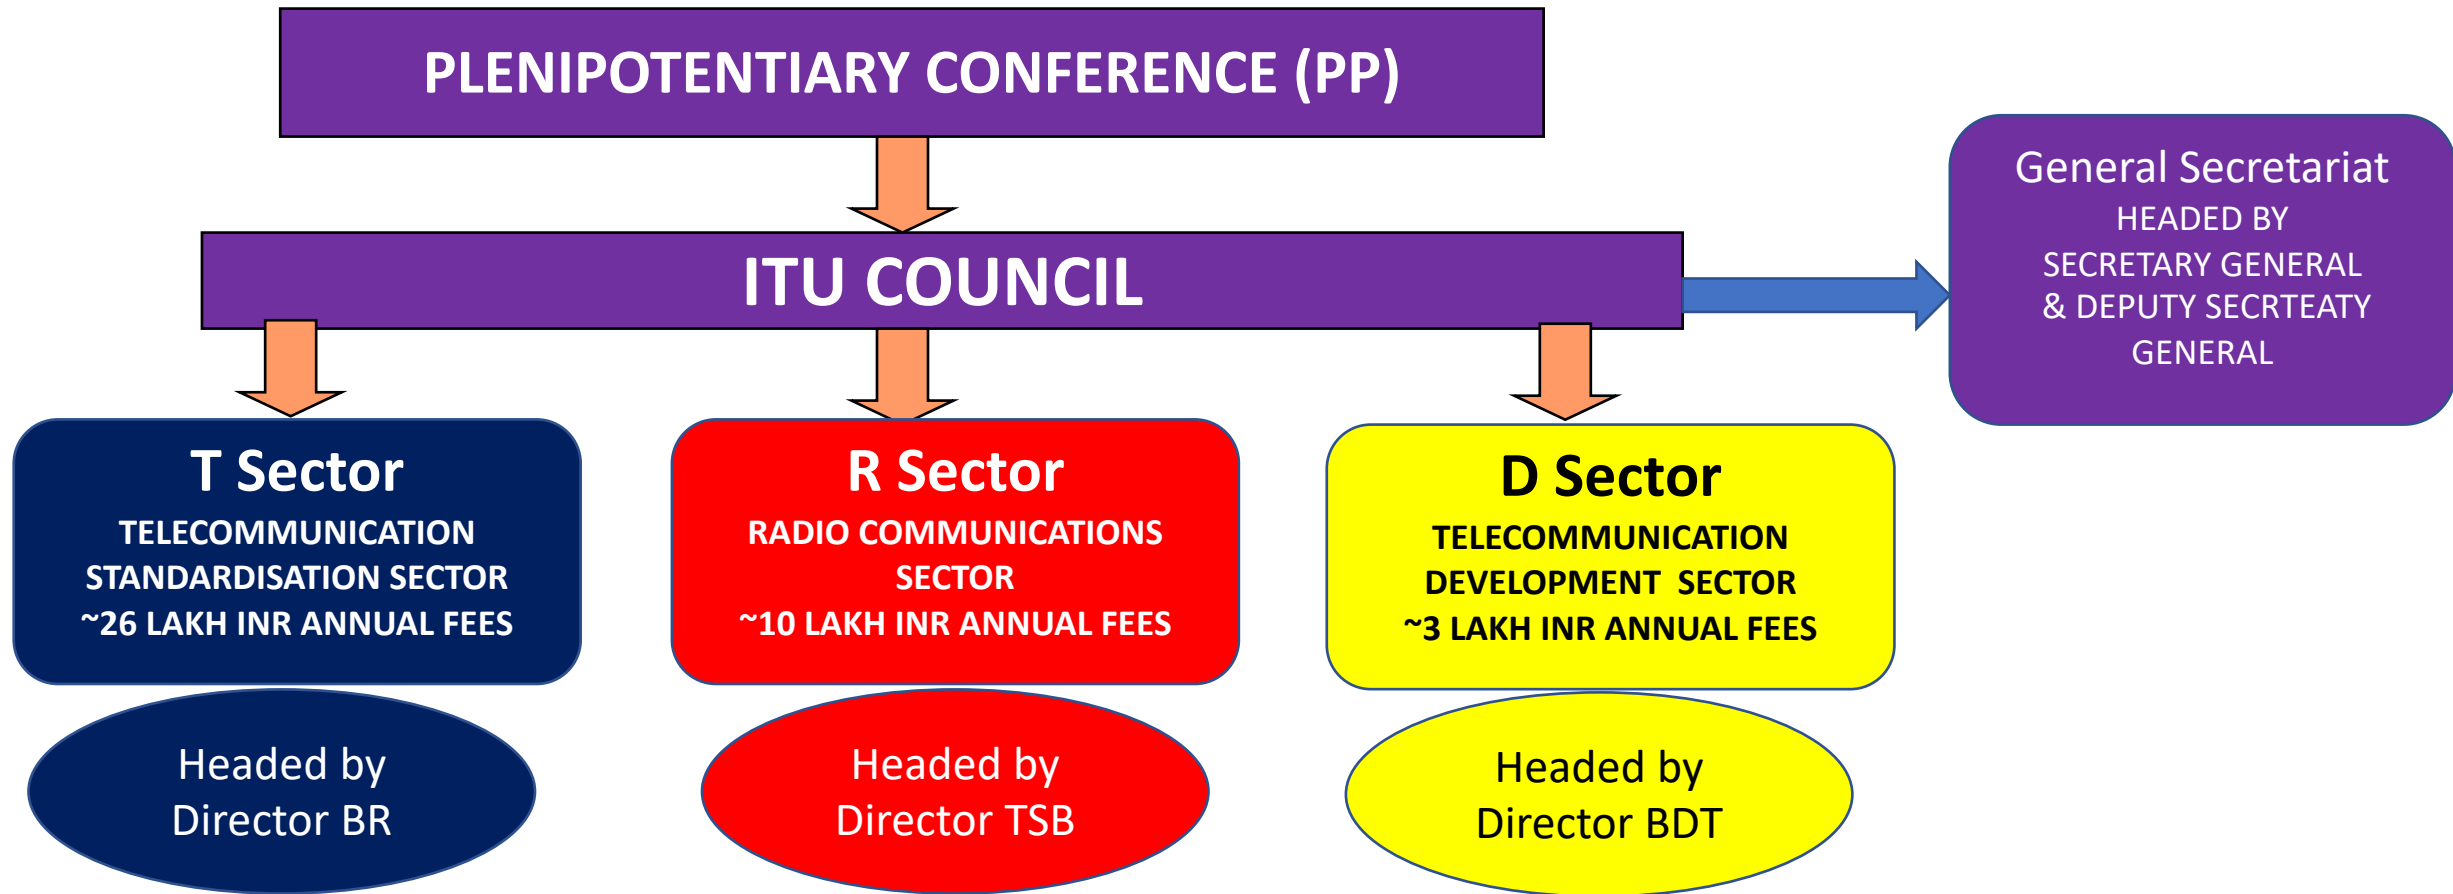 PLENIPOTENTIARY CONFERENCE (PP)
General Secretariat
HEADED BY
SECRETARY GENERAL
& DEPUTY SECRTEATY
GENERAL
ITU COUNCIL
T Sector
TELECOMMUNICATION
STANDARDISATION SECTOR
~26 LAKH INR ANNUAL FEES
R Sector
RADIO COMMUNICATIONS
SECTOR
~10 LAKH INR ANNUAL FEES
D Sector
TELECOMMUNICATION
DEVELOPMENT SECTOR
~3 LAKH INR ANNUAL FEES
Headed by
Director BR
Headed by
Director TSB
Headed by
Director BDT